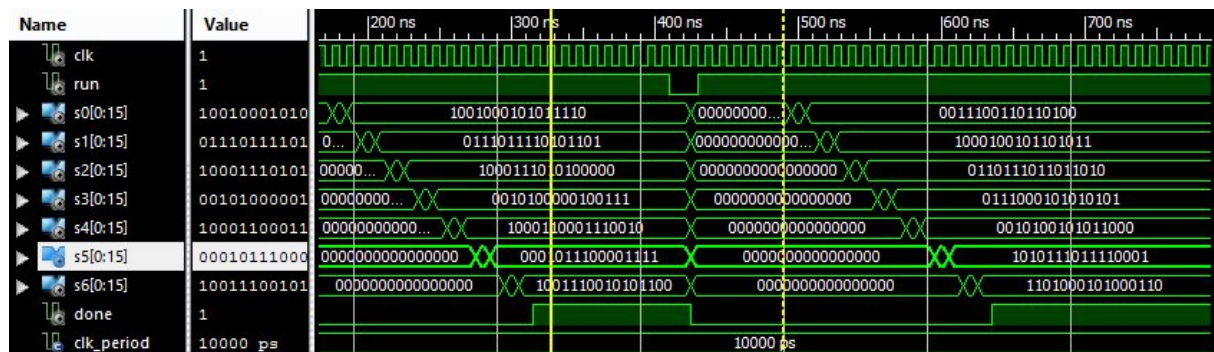 Name Value 200 ns 300 ns 400 ns 500 ns 600 ns 700 ns
clk 1
run 1
s0[0:15] 10010001010 1001000101011110 00000000... 0011100110110100
s1[0:15] 01110111101 0... 0111011110101101 000000000000... 1000100101101011
s2[0:15] 10001110101 00000... 1000111010100000 0000000000000000 0110111011011010
s3[0:15] 00101000001 00000000... 0010100000100111 0000000000000000 0111000101010101
s4[0:15] 10001100011 00000000000... 1000110001110010 0000000000000000 0010100101011000
s5[0:15] 00010111000 0000000000000000 0001011100001111 0000000000000000 1010111011110001
s6[0:15] 10011100101 0000000000000000 1001110010101100 0000000000000000 1101000101000110
done 1
clk_period 10000 ps 10000 ps